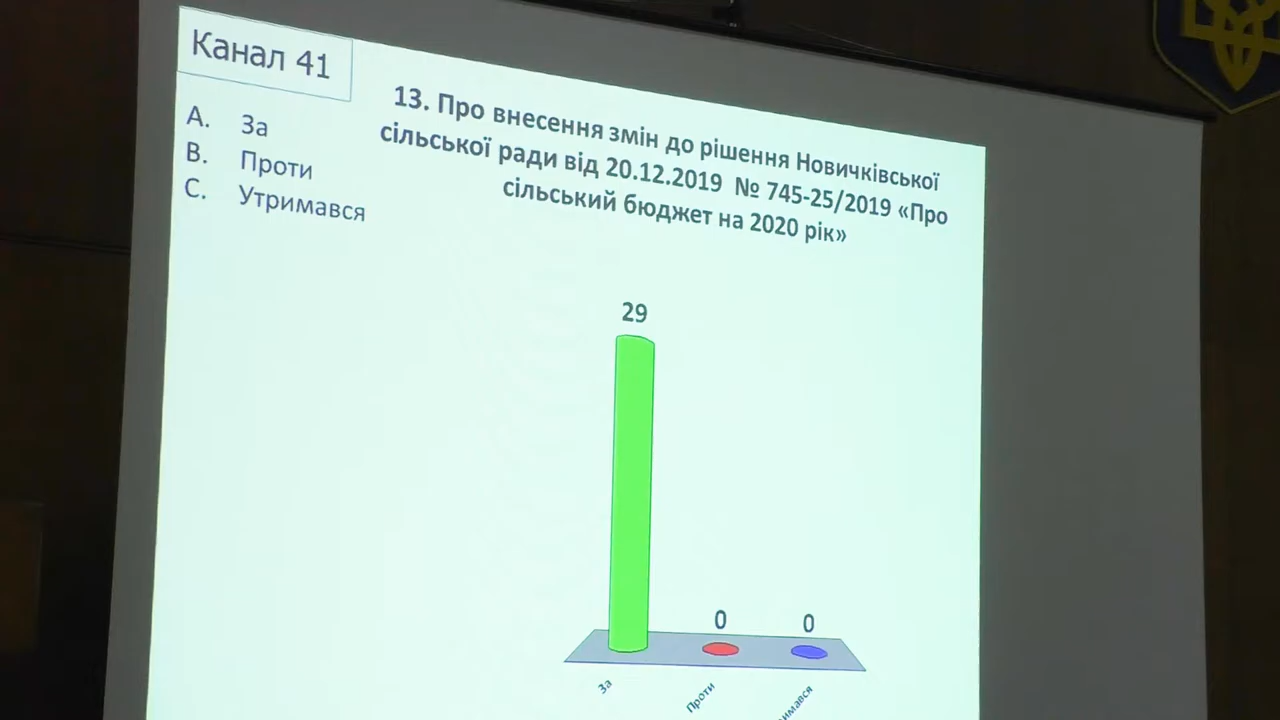 Канал 41
13. Про внесення змін до рішення Новичківської
сільської ради від 20.12.2019 № 745-25/2019 «Про
сільський бюджет на 2020 рік»
A. За
B. Проти
C. Утримався
29
0
0
За
Проти